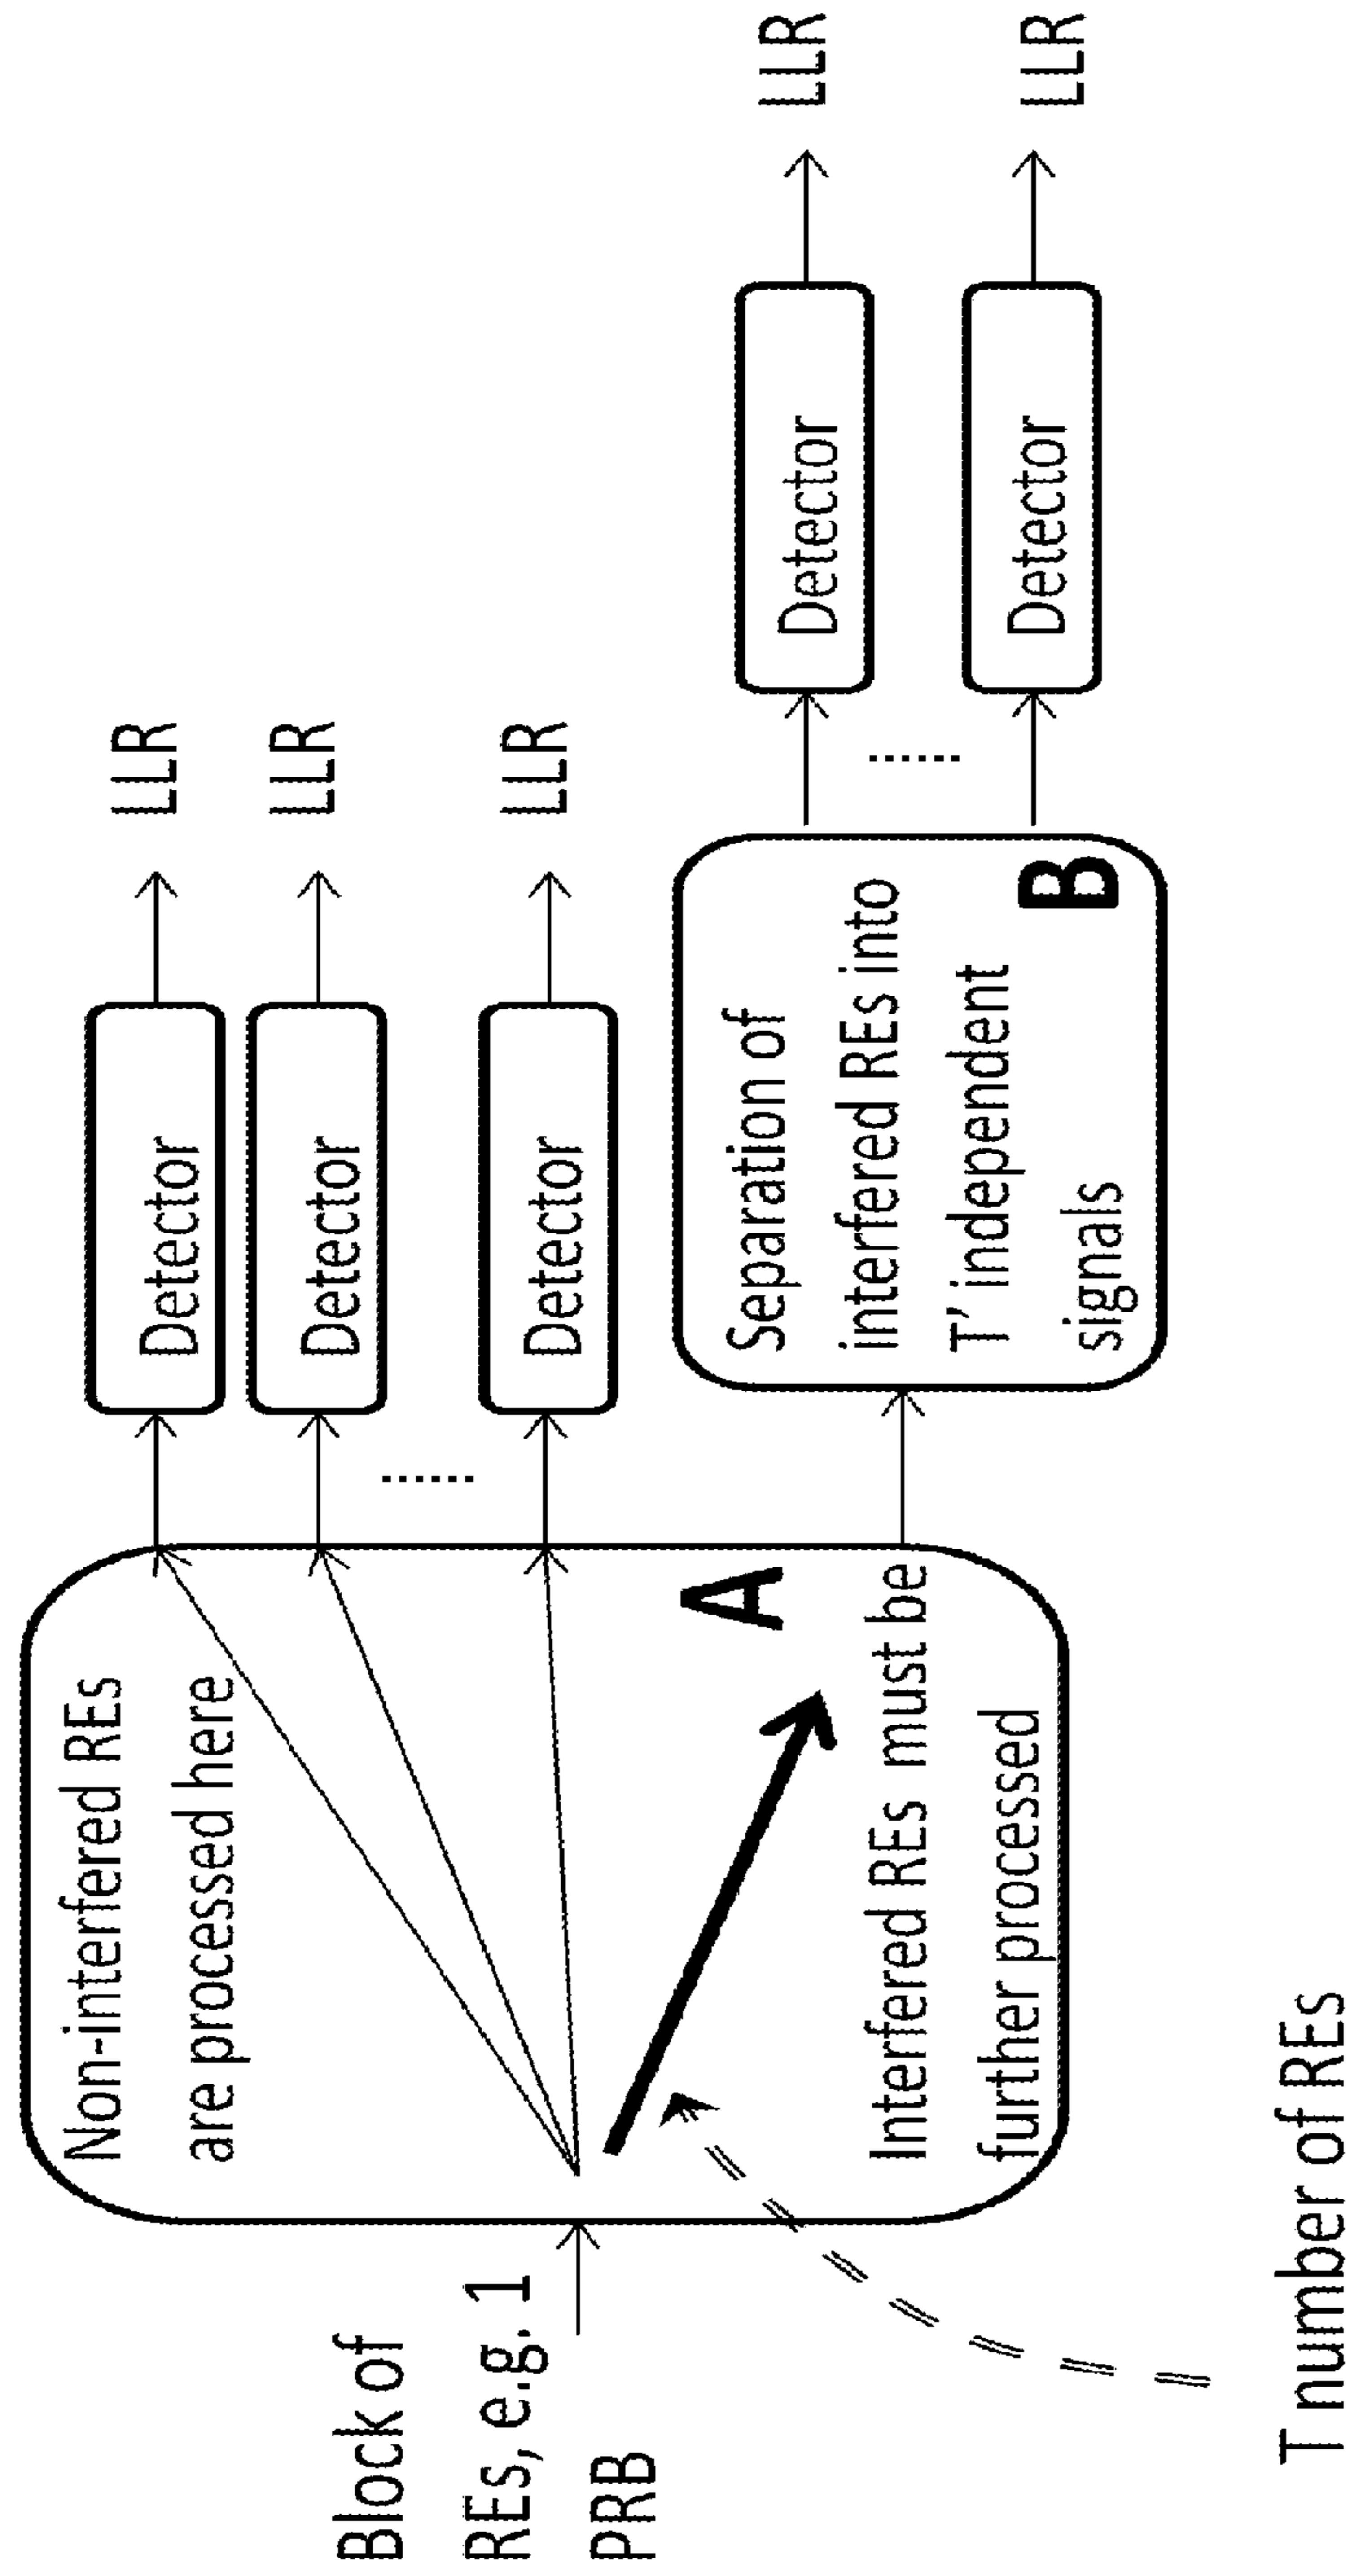 Block of
REs, e.g. 1
PRB
Non-interfered REs
are processed here
A
Interfered REs must be
further processed
T number of REs
Detector
LLR
Detector
LLR
......
Detector
LLR
Separation of
interfered REs into
T' independent
signals
B
Detector
LLR
......
Detector
LLR